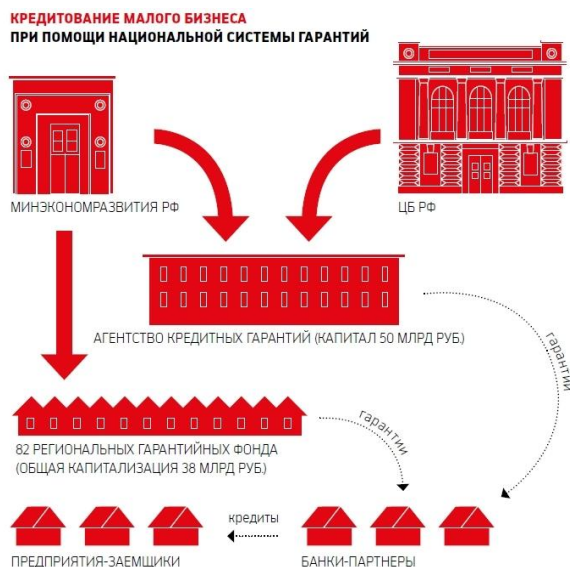 КРЕДИТОВАНИЕ МАЛОГО БИЗНЕСА
ПРИ ПОМОЩИ НАЦИОНАЛЬНОЙ СИСТЕМЫ ГАРАНТИЙ
МИНЭКОНОМРАЗВИТИЯ РФ
ЦБ РФ
АГЕНТСТВО КРЕДИТНЫХ ГАРАНТИЙ (КАПИТАЛ 50 МЛРД РУБ.)
гарантии
82 РЕГИОНАЛЬНЫХ ГАРАНТИЙНЫХ ФОНДА
(ОБЩАЯ КАПИТАЛИЗАЦИЯ 38 МЛРД РУБ.)
гарантии
кредиты
ПРЕДПРИЯТИЯ-ЗАЕМЩИКИ
БАНКИ-ПАРТНЕРЫ